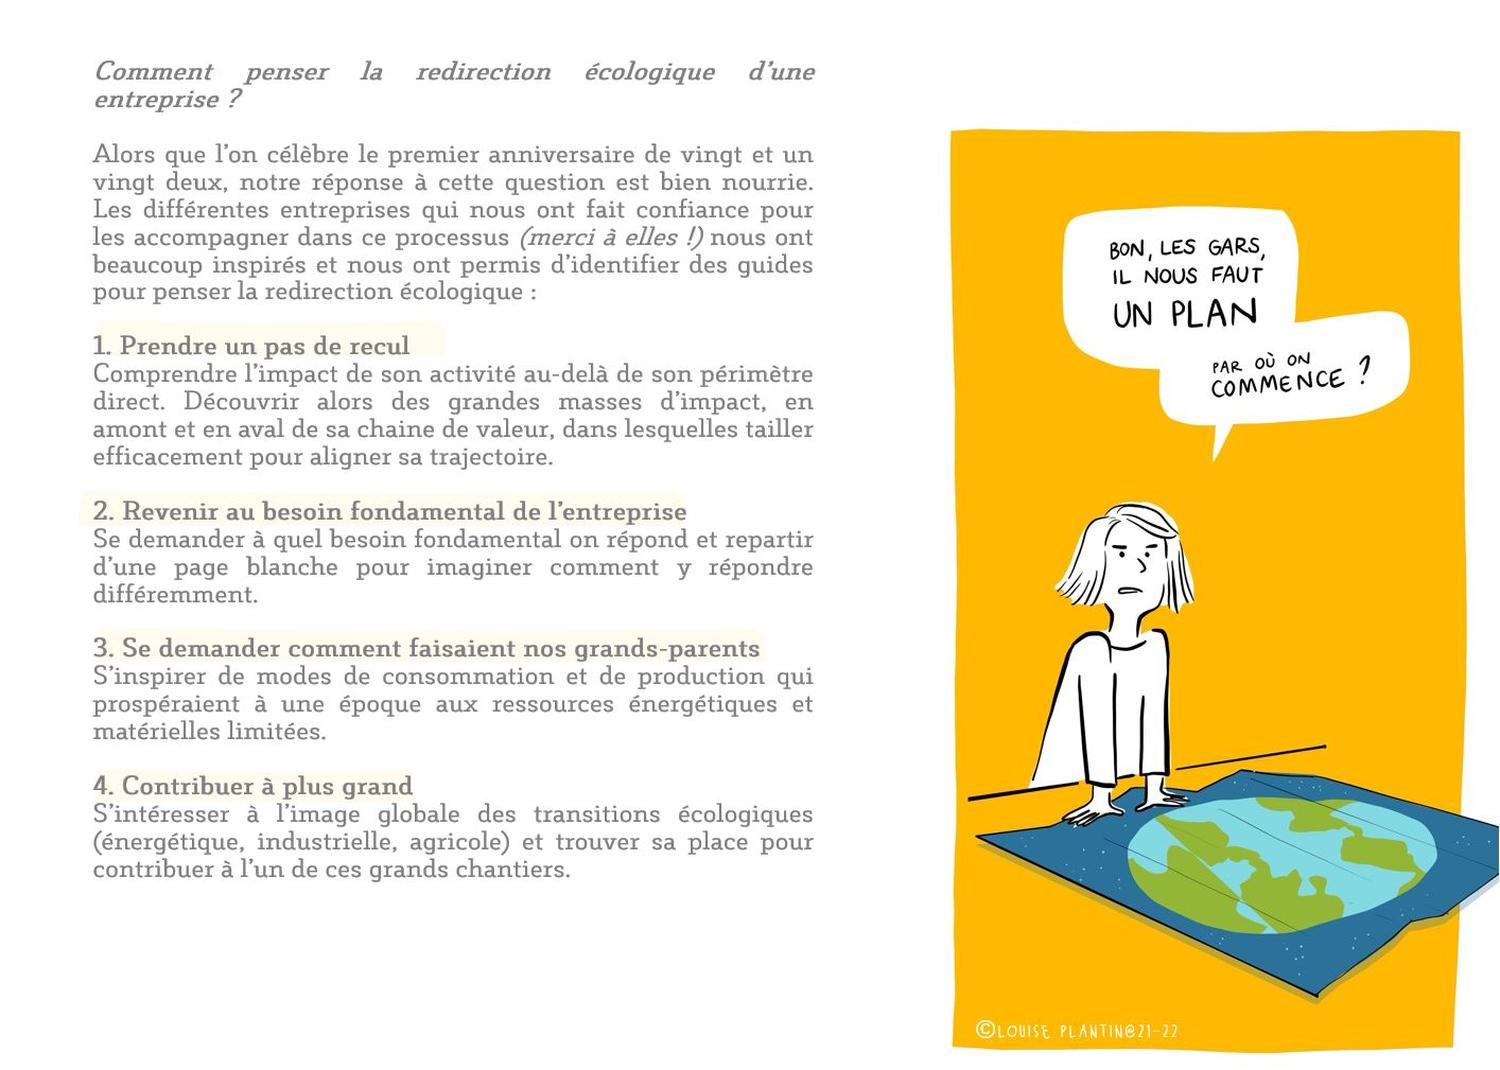 Comment penser la redirection écologique d’une
entreprise ?
Alors que l’on célèbre le premier anniversaire de vingt et un
vingt deux, notre réponse à cette question est bien nourrie.
Les différentes entreprises qui nous ont fait confiance pour
les accompagner dans ce processus (merci à elles !) nous ont
beaucoup inspirés et nous ont permis d’identifier des guides
pour penser la redirection écologique :
1. Prendre un pas de recul
Comprendre l’impact de son activité au-delà de son périmètre
direct. Découvrir alors des grandes masses d’impact, en
amont et en aval de sa chaine de valeur, dans lesquelles tailler
efficacement pour aligner sa trajectoire.
2. Revenir au besoin fondamental de l’entreprise
Se demander à quel besoin fondamental on répond et repartir
d’une page blanche pour imaginer comment y répondre
différemment.
3. Se demander comment faisaient nos grands-parents
S’inspirer de modes de consommation et de production qui
prospéraient à une époque aux ressources énergétiques et
matérielles limitées.
4. Contribuer à plus grand
S’intéresser à l’image globale des transitions écologiques
(énergétique, industrielle, agricole) et trouver sa place pour
contribuer à l’un de ces grands chantiers.
BON, LES GARS,
IL NOUS FAUT
UN PLAN
PAR OÙ ON
COMMENCE ?
©LOUISE PLANTIN@21-22